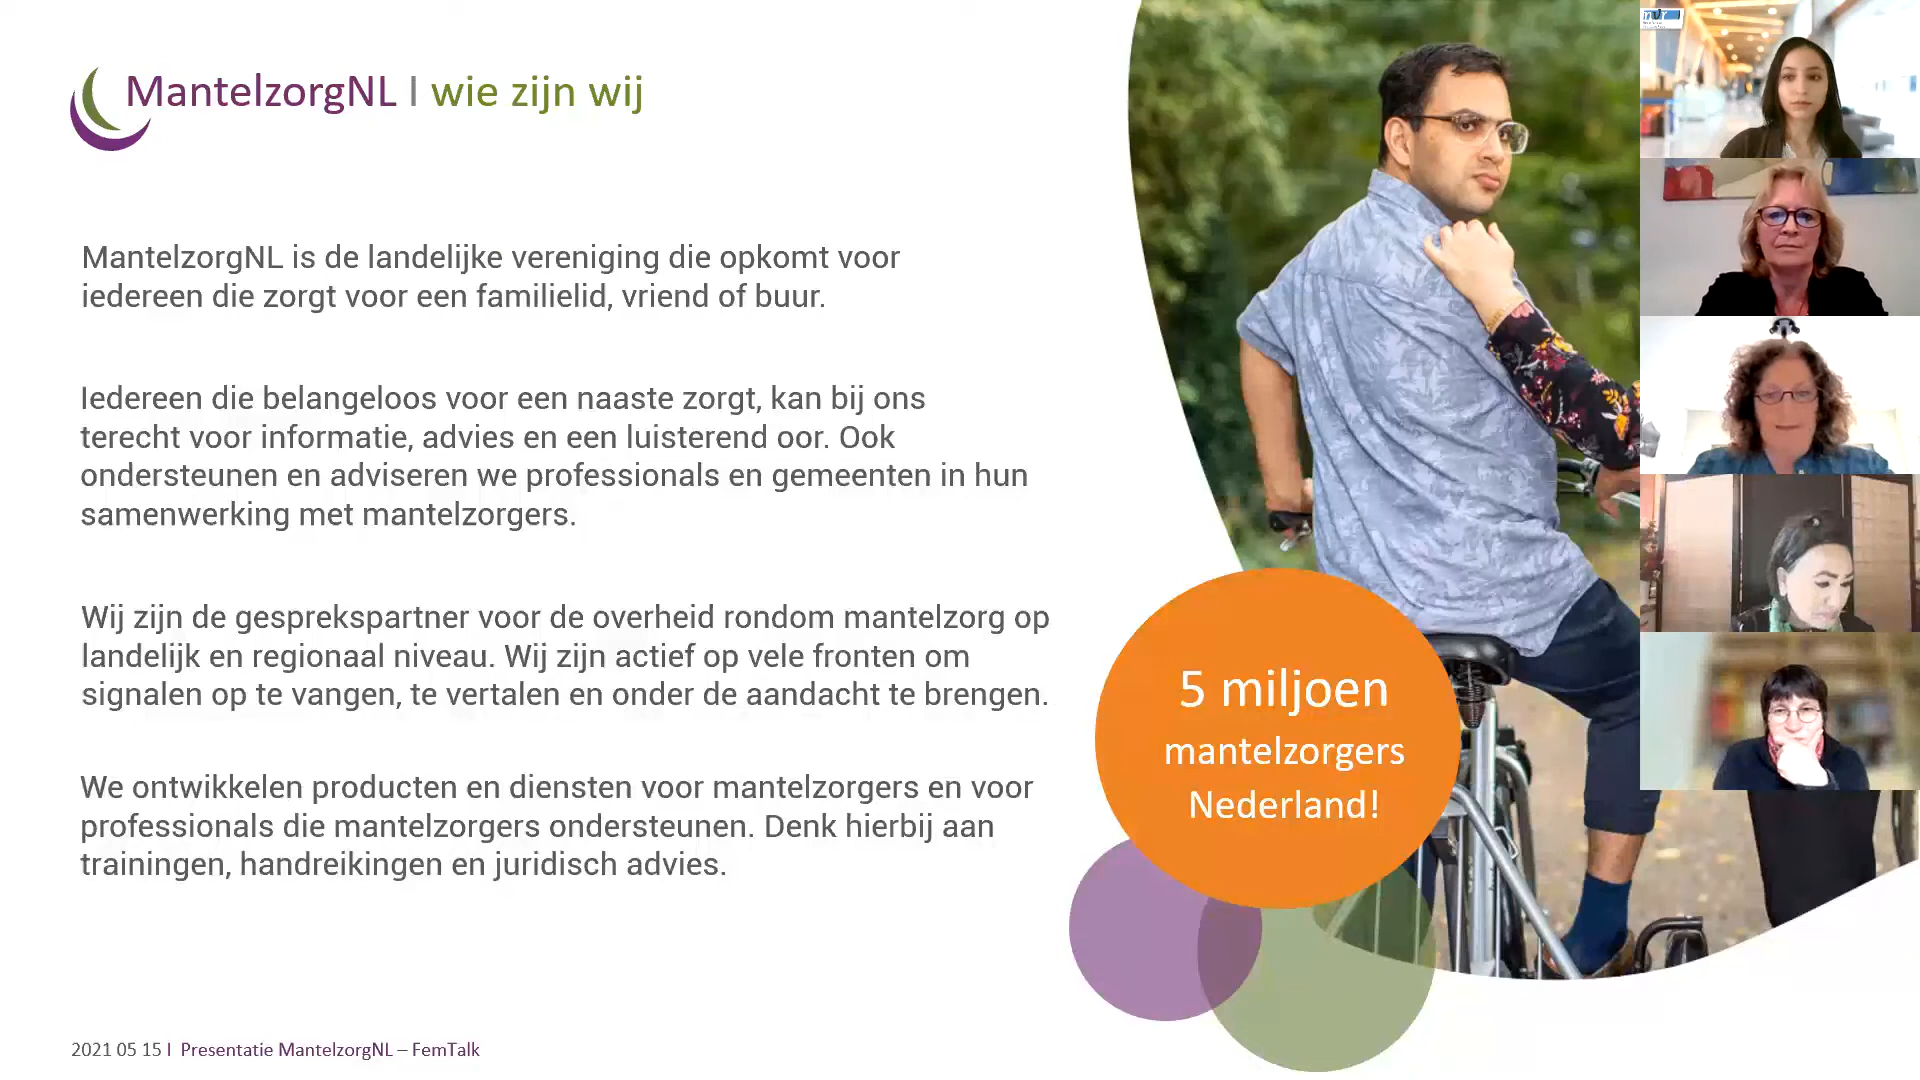 MantelzorgNL | wie zijn wij
MantelzorgNL is de landelijke vereniging die opkomt voor
iedereen die zorgt voor een familielid, vriend of buur.
Iedereen die belangeloos voor een naaste zorgt, kan bij ons
terecht voor informatie, advies en een luisterend oor. Ook
ondersteunen en adviseren we professionals en gemeenten in hun
samenwerking met mantelzorgers.
Wij zijn de gesprekspartner voor de overheid rondom mantelzorg op
landelijk en regionaal niveau. Wij zijn actief op vele fronten om
signalen op te vangen, te vertalen en onder de aandacht te brengen.
We ontwikkelen producten en diensten voor mantelzorgers en voor
professionals die mantelzorgers ondersteunen. Denk hierbij aan
trainingen, handreikingen en juridisch advies.
5 miljoen
mantelzorgers
Nederland!
2021 05 15 | Presentatie MantelzorgNL – FemTalk